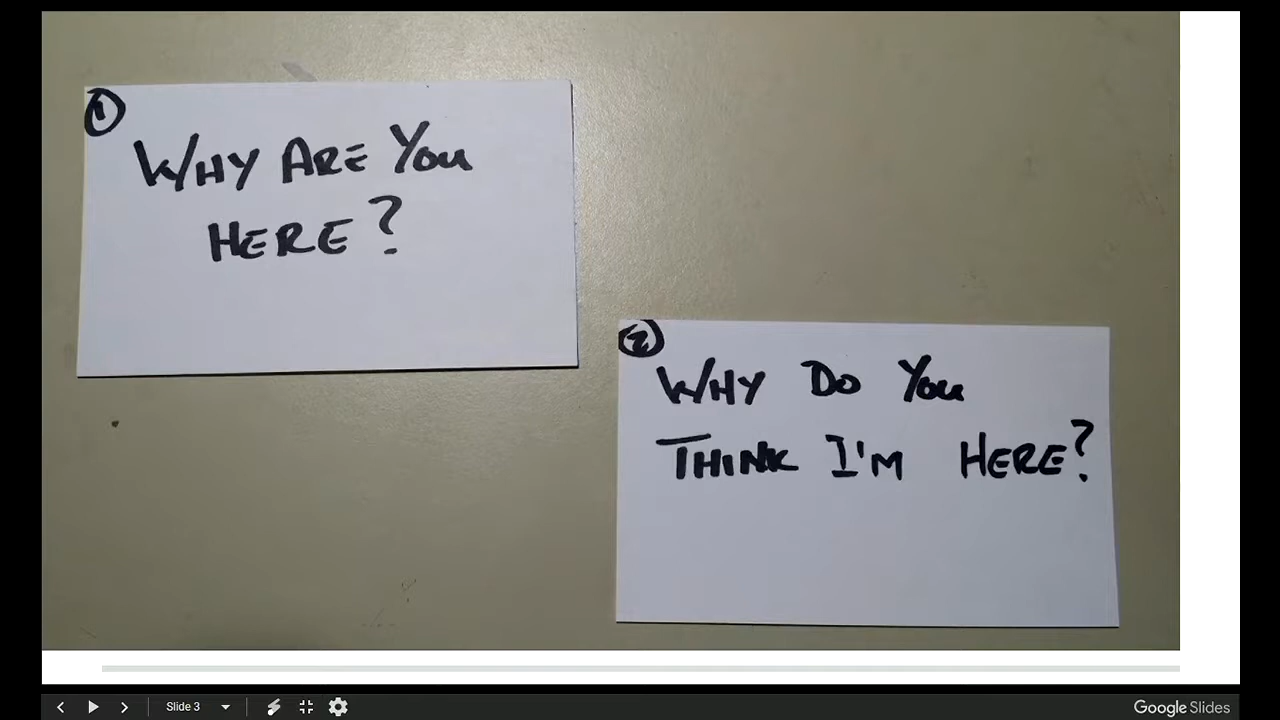 1
WHY ARE YOU
HERE?
2
WHY DO YOU
THINK I'M HERE?
Slide 3
Google Slides